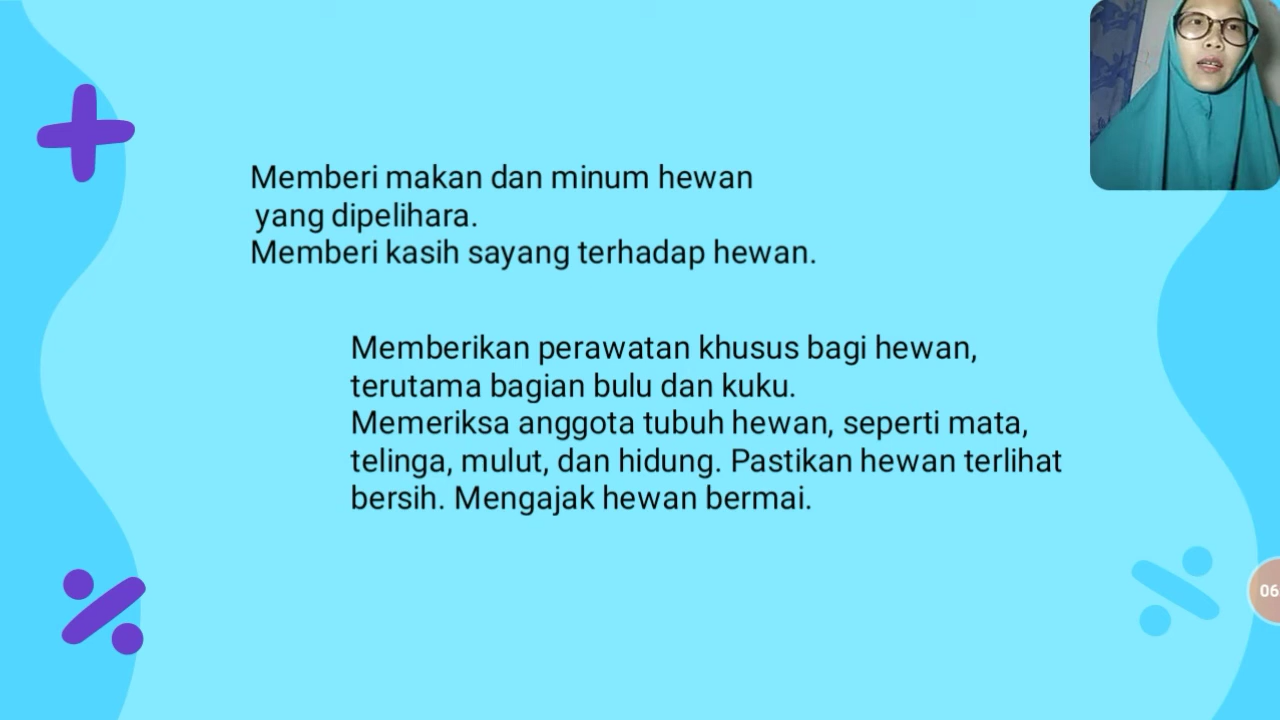 Memberi makan dan minum hewan
yang dipelihara.
Memberi kasih sayang terhadap hewan.
Memberikan perawatan khusus bagi hewan,
terutama bagian bulu dan kuku.
Memeriksa anggota tubuh hewan, seperti mata,
telinga, mulut, dan hidung. Pastikan hewan terlihat
bersih. Mengajak hewan bermai.
06